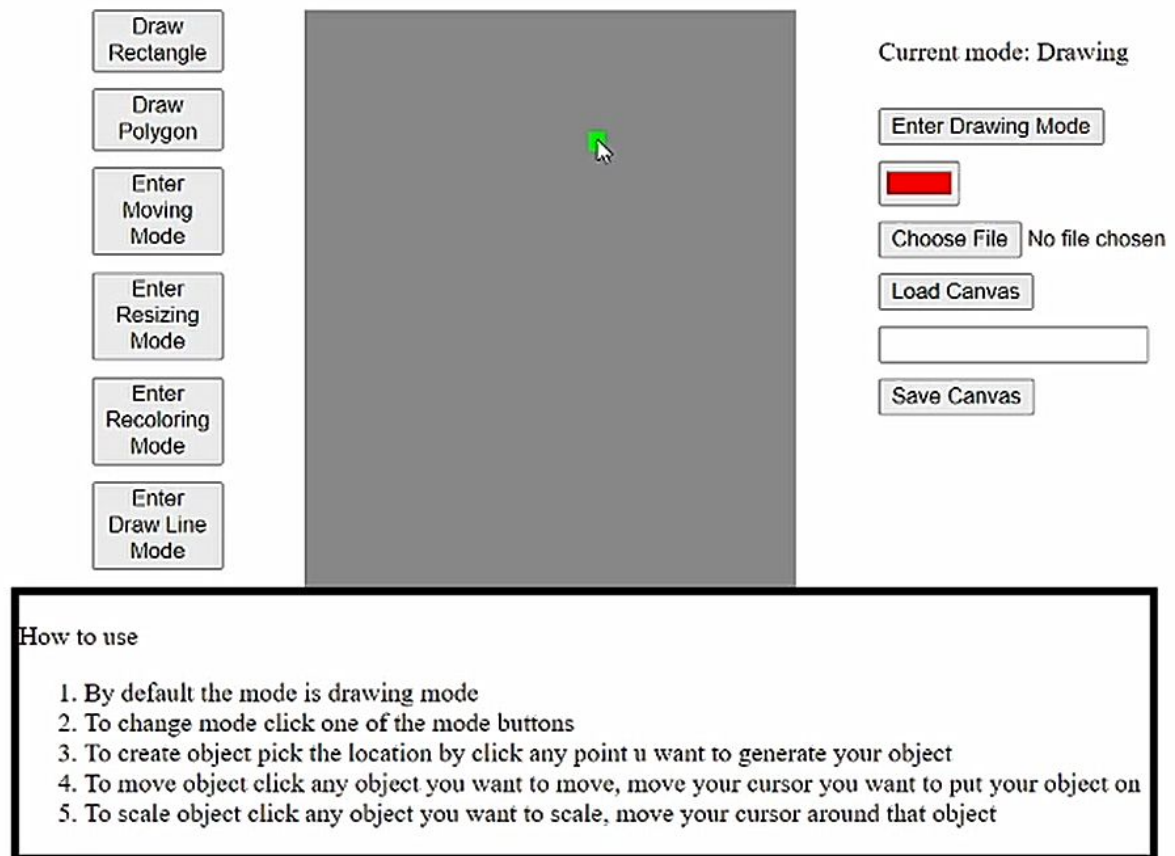 Draw
Rectangle
Draw
Polygon
Enter
Moving
Mode
Enter
Resizing
Mode
Enter
Recoloring
Mode
Enter
Draw Line
Mode
Current mode: Drawing
Enter Drawing Mode
Choose File No file chosen
Load Canvas
Save Canvas
How to use
1. By default the mode is drawing mode
2. To change mode click one of the mode buttons
3. To create object pick the location by click any point u want to generate your object
4. To move object click any object you want to move, move your cursor you want to put your object on
5. To scale object click any object you want to scale, move your cursor around that object